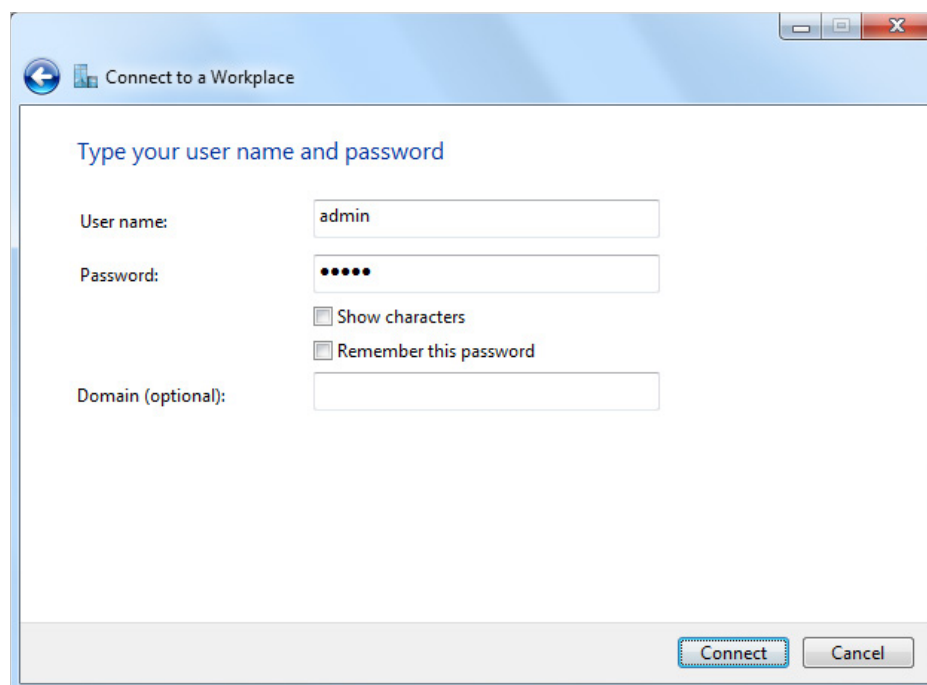 Connect to a Workplace
Type your user name and password
User name: admin
Password: •••••
Show characters
Remember this password
Domain (optional):
Connect Cancel